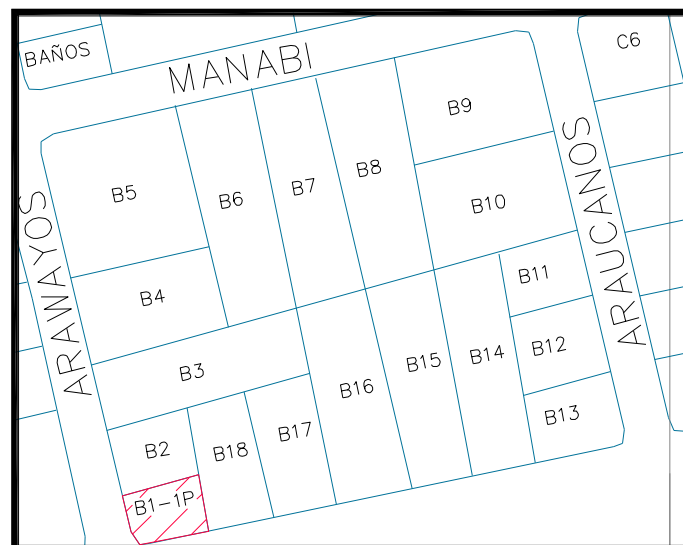 BAÑOS
MANABI
C6
B9
B5
B6
B7
B8
B10
ARAWAYOS
ARAUCANOS
B4
B11
B3
B16
B15
B14
B12
B2
B18
B17
B13
B1-1P